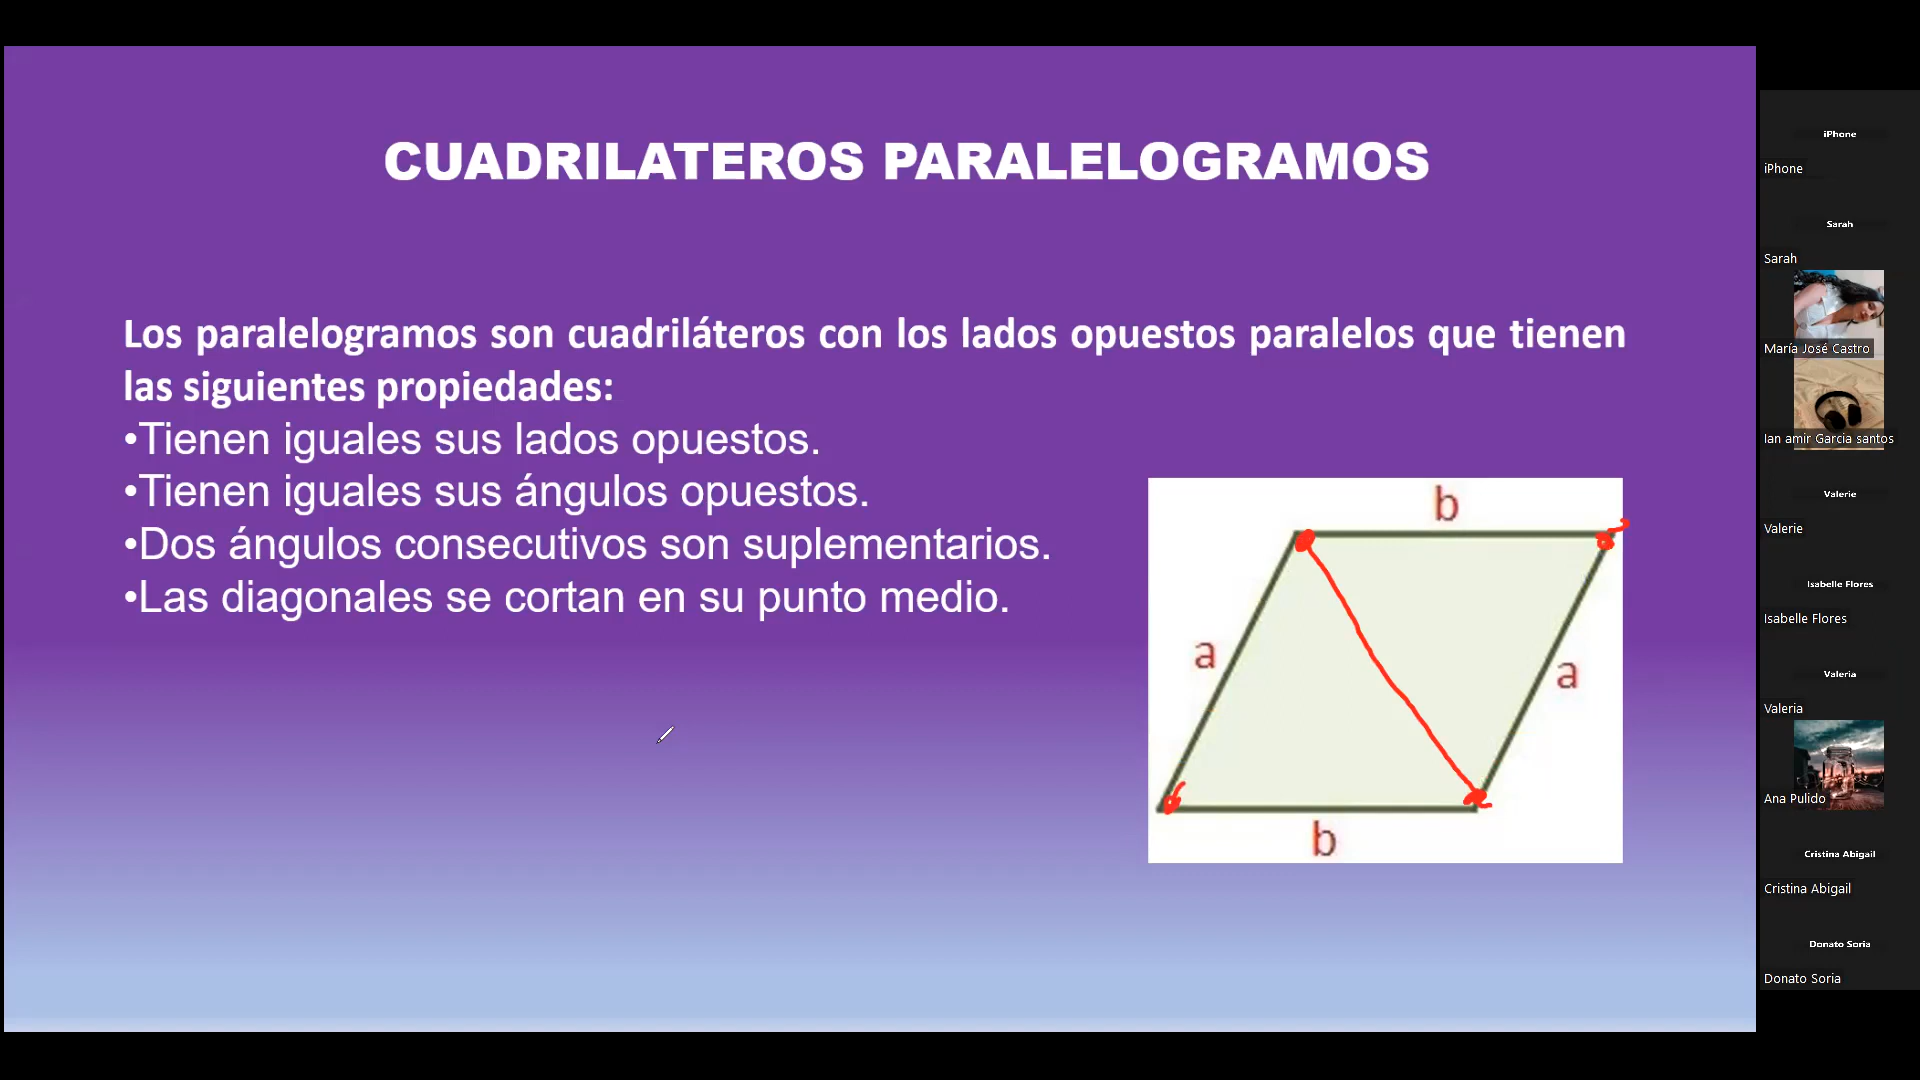 CUADRILATEROS PARALELOGRAMOS
Los paralelogramos son cuadriláteros con los lados opuestos paralelos que tienen
las siguientes propiedades:
•Tienen iguales sus lados opuestos.
•Tienen iguales sus ángulos opuestos.
•Dos ángulos consecutivos son suplementarios.
•Las diagonales se cortan en su punto medio.
b
a
a
b
iPhone
iPhone
Sarah
Sarah
María José Castro
Ian amir Garcia santos
Valerie
Valerie
Isabelle Flores
Isabelle Flores
Valeria
Valeria
Ana Pulido
Cristina Abigail
Cristina Abigail
Donato Soria
Donato Soria